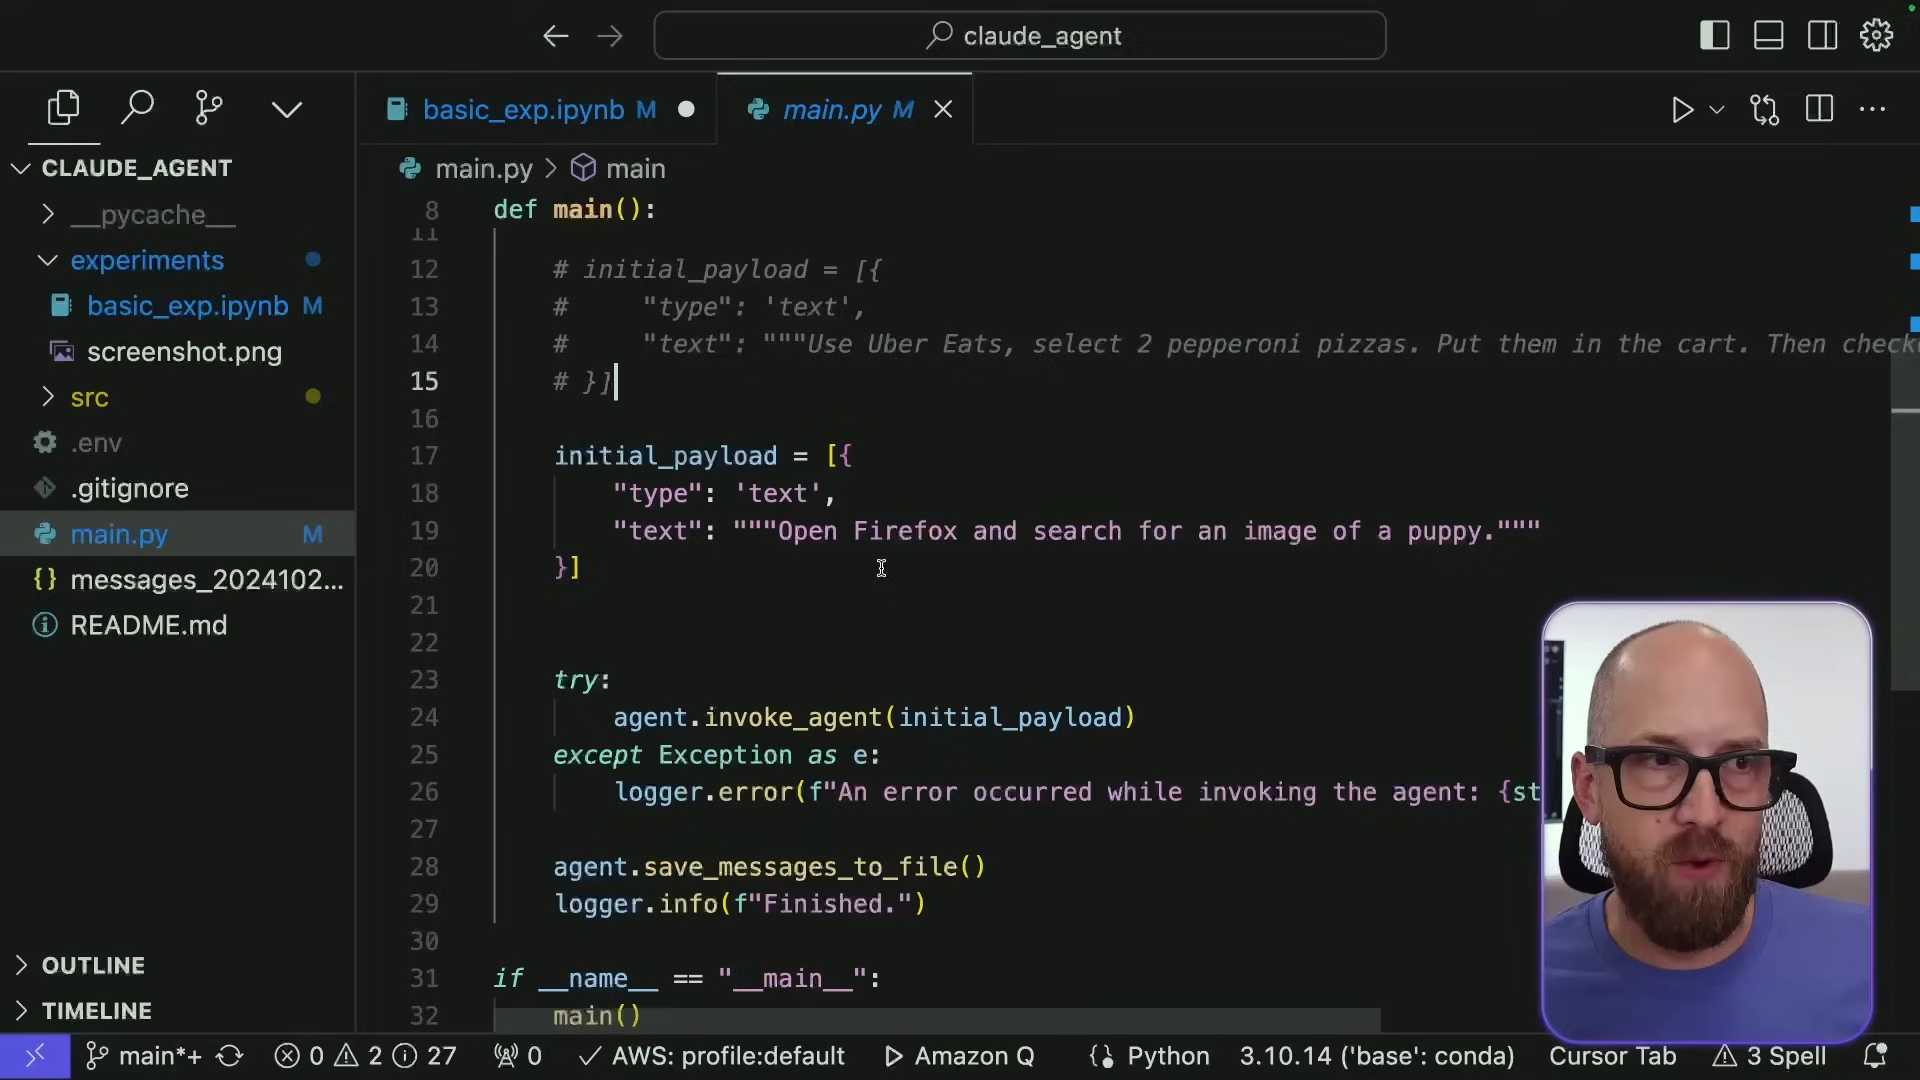 claude_agent
basic_exp.ipynb M
main.py M
CLAUDE_AGENT
__pycache__
experiments
basic_exp.ipynb M
screenshot.png
src
.env
.gitignore
main.py M
messages_2024102...
README.md
OUTLINE
TIMELINE
main.py > main
8 def main():
11
12 # initial_payload = [{
13 #     "type": 'text',
14 #     "text": """Use Uber Eats, select 2 pepperoni pizzas. Put them in the cart. Then check
15 # }]
16
17 initial_payload = [{
18 "type": 'text',
19 "text": """Open Firefox and search for an image of a puppy."""
20 }]
21
22
23 try:
24 agent.invoke_agent(initial_payload)
25 except Exception as e:
26 logger.error(f"An error occurred while invoking the agent: {st
27
28 agent.save_messages_to_file()
29 logger.info(f"Finished.")
30
31 if __name__ == "__main__":
32 main()
main*+ 0 2 27 0 AWS: profile:default Amazon Q Python 3.10.14 ('base': conda) Cursor Tab 3 Spell